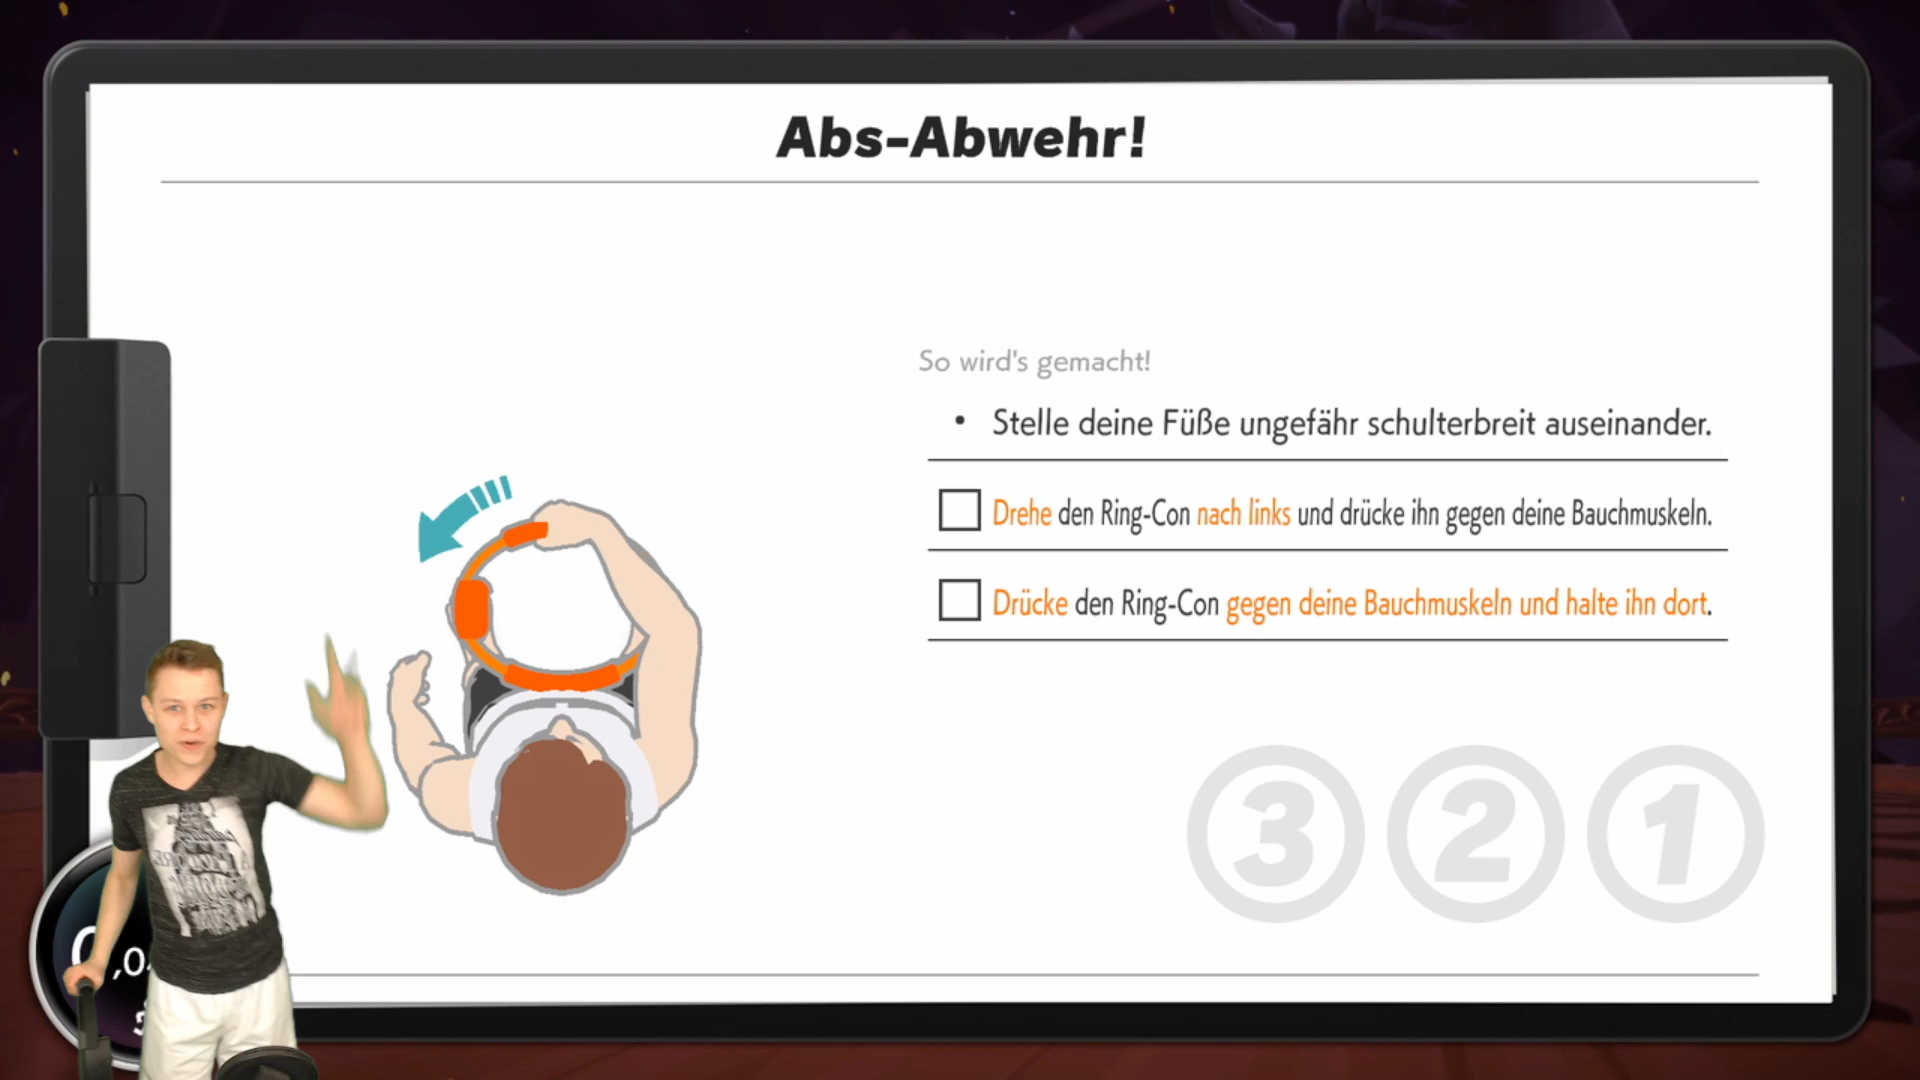 Abs-Abwehr!
So wird's gemacht!
• Stelle deine Füße ungefähr schulterbreit auseinander.
Drehe den Ring-Con nach links und drücke ihn gegen deine Bauchmuskeln.
Drücke den Ring-Con gegen deine Bauchmuskeln und halte ihn dort.
3 2 1